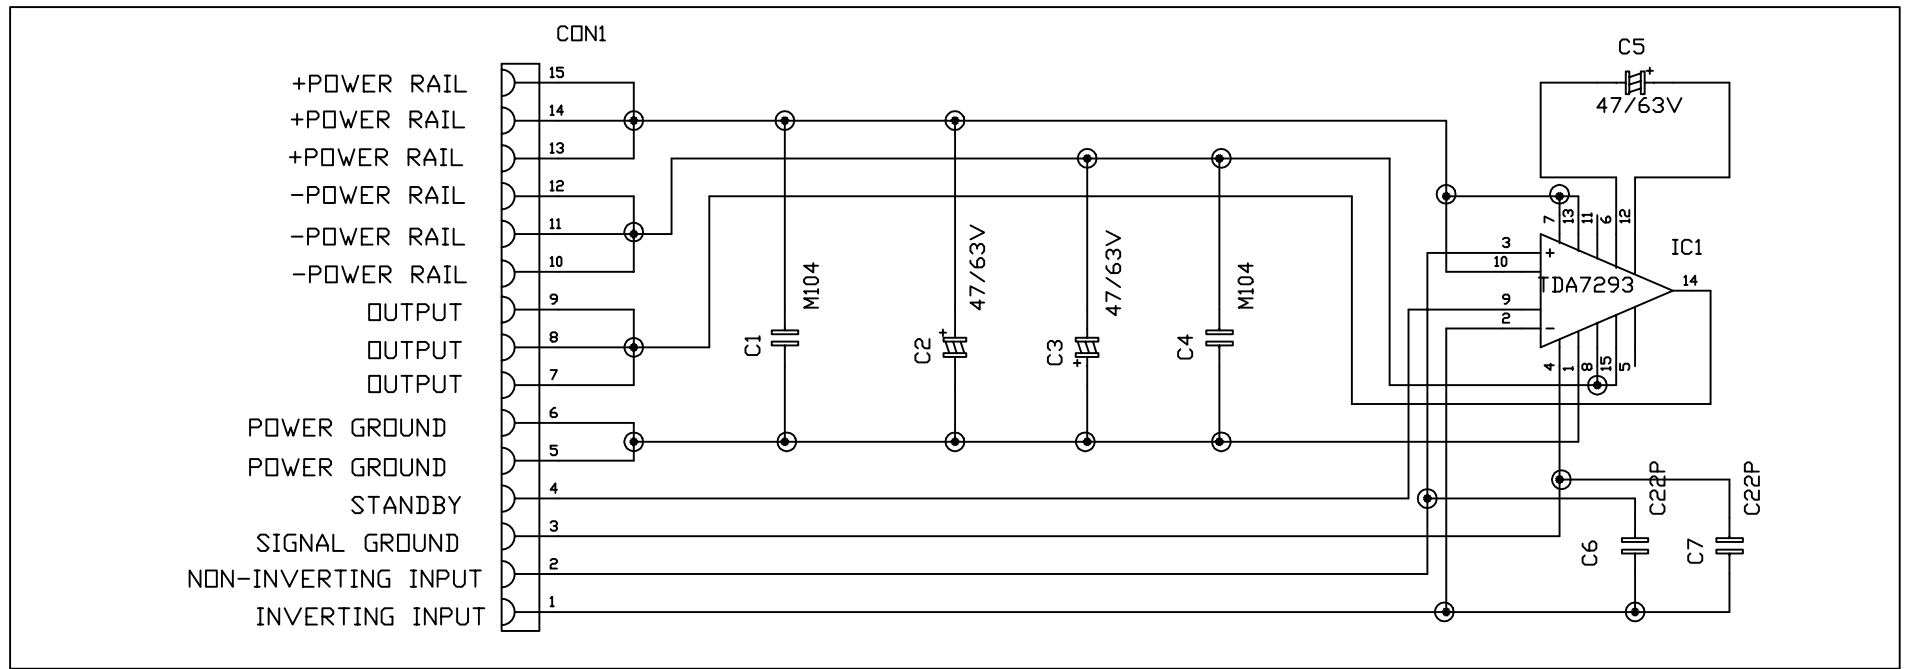 CON1
+POWER RAIL
15
+POWER RAIL
14
+POWER RAIL
13
-POWER RAIL
12
-POWER RAIL
11
-POWER RAIL
10
OUTPUT
9
OUTPUT
8
OUTPUT
7
POWER GROUND
6
POWER GROUND
5
STANDBY
4
SIGNAL GROUND
3
NON-INVERTING INPUT
2
INVERTING INPUT
1
C1
M104
C2
+
47/63V
C3
+
47/63V
C4
M104
C5
+
47/63V
IC1
TDA7293
7
13
11
6
12
3
+
10
9
2
-
14
4
1
8
15
5
C6
C22P
C7
C22P